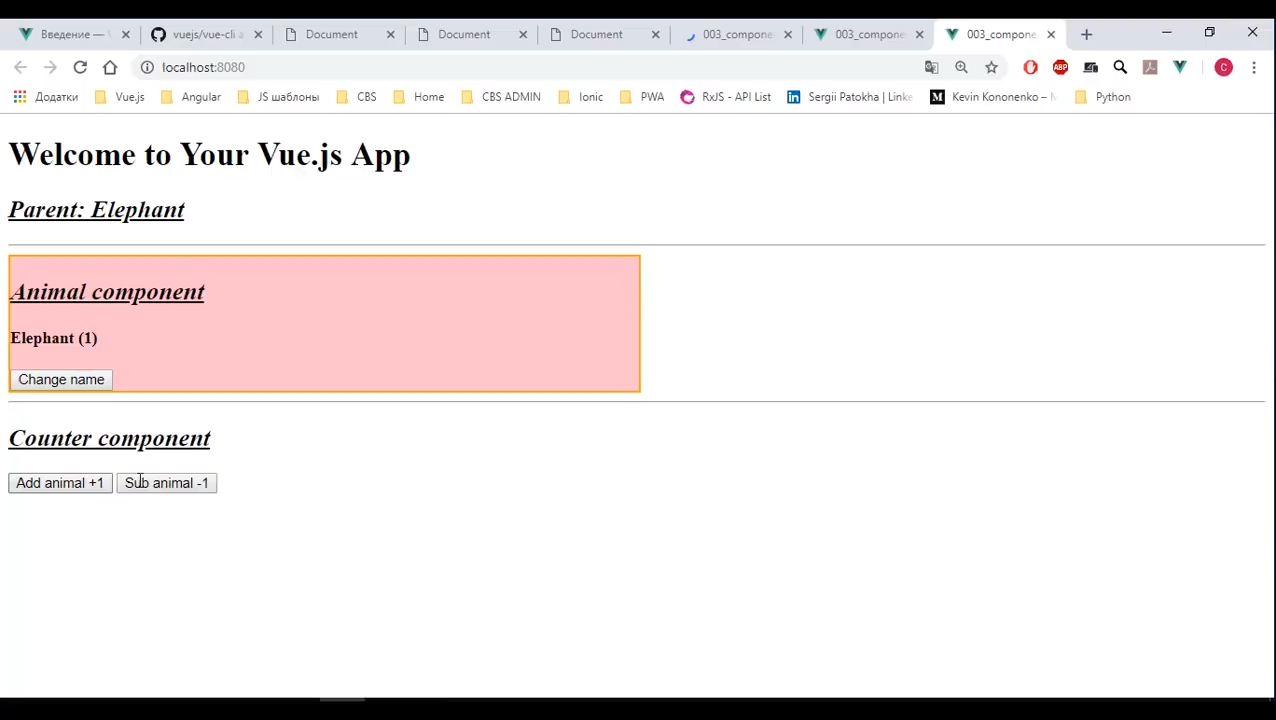 Введение —
vuejs/vue-cli
Document
Document
Document
003_compone
003_compone
003_compone
localhost:8080
ABP
C
Додатки
Vue.js
Angular
JS шаблоны
CBS
Home
CBS ADMIN
Ionic
PWA
RxJS - API List
Sergii Patokha | Linke
Kevin Kononenko –
Python
Welcome to Your Vue.js App
Parent: Elephant
Animal component
Elephant (1)
Change name
Counter component
Add animal +1
Sub animal -1